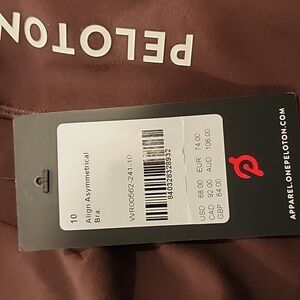 PELOTON
10
Align Asymmetrical
Bra
WR00562-241-10
840328328932
USD 68.00 EUR 74.00
CAD 92.00 AUD 106.00
GBP 64.00
APPAREL.ONEPELOTON.COM